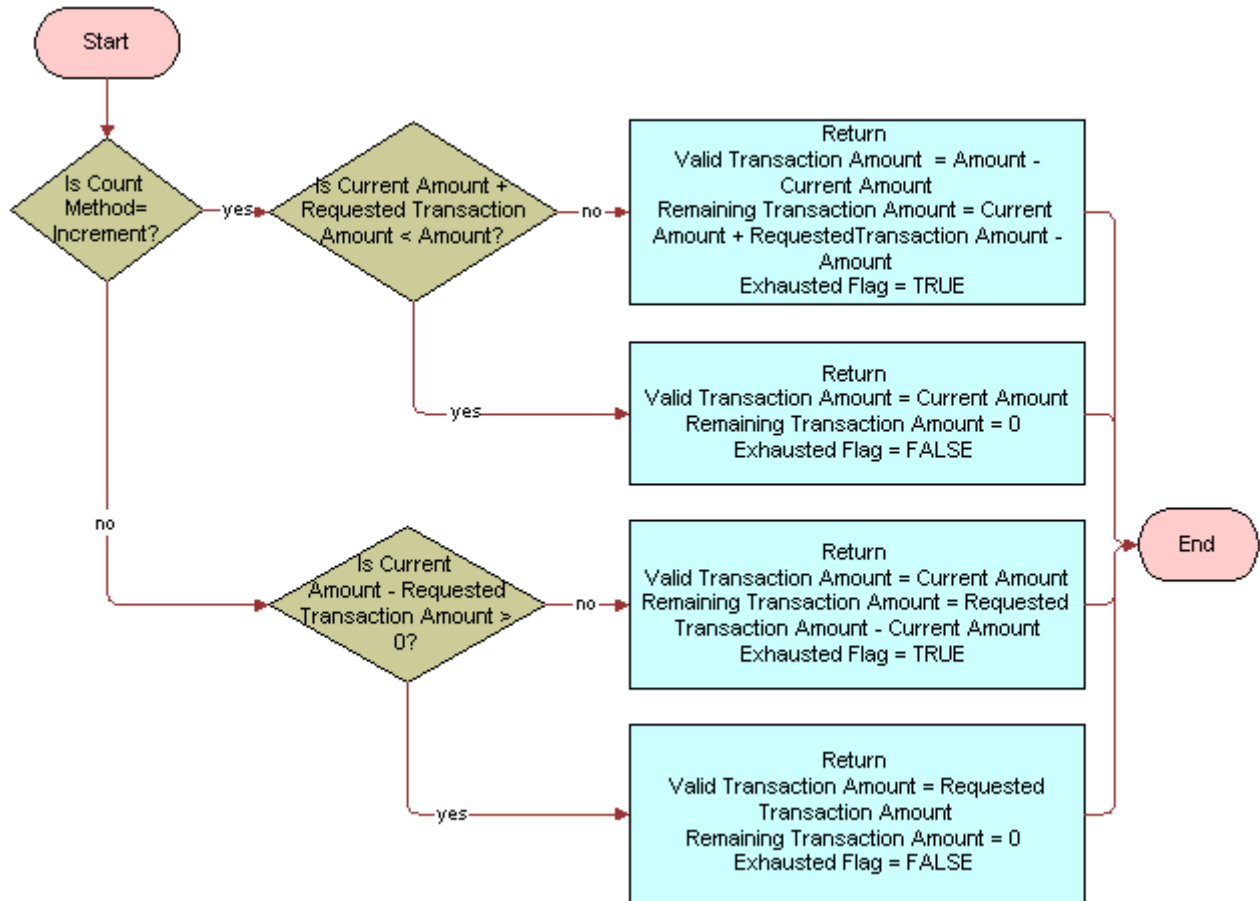 Start
Is Count
Method=
Increment?
yes
Is Current Amount +
Requested Transaction
Amount < Amount?
no
Return
Valid Transaction Amount = Amount -
Current Amount
Remaining Transaction Amount = Current
Amount + RequestedTransaction Amount -
Amount
Exhausted Flag = TRUE
yes
Return
Valid Transaction Amount = Current Amount
Remaining Transaction Amount = 0
Exhausted Flag = FALSE
no
Is Current
Amount - Requested
Transaction Amount >
0?
no
Return
Valid Transaction Amount = Current Amount
Remaining Transaction Amount = Requested
Transaction Amount - Current Amount
Exhausted Flag = TRUE
yes
Return
Valid Transaction Amount = Requested
Transaction Amount
Remaining Transaction Amount = 0
Exhausted Flag = FALSE
End